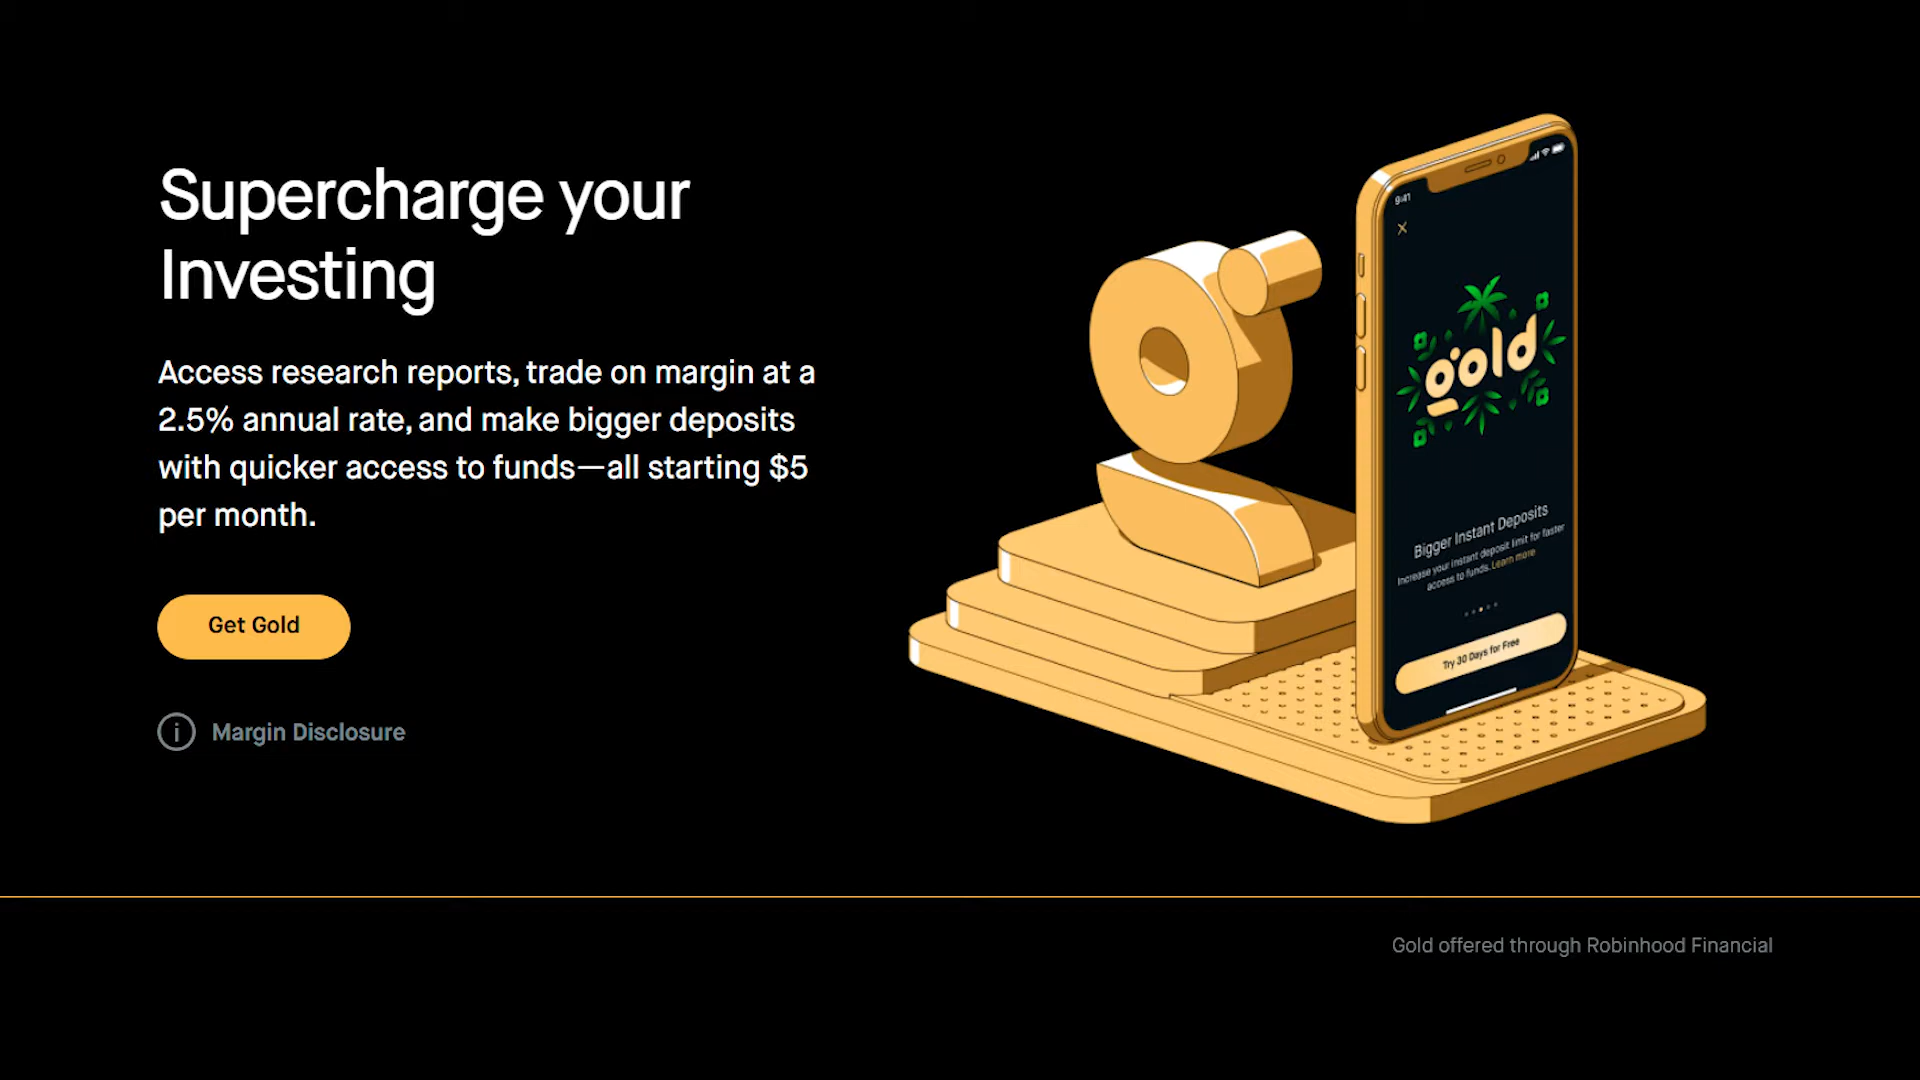 Supercharge your
Investing
Access research reports, trade on margin at a
2.5% annual rate, and make bigger deposits
with quicker access to funds—all starting $5
per month.
Get Gold
Margin Disclosure
9:41
gold
Bigger Instant Deposits
Increase your instant deposit limit for faster
access to funds. Learn more
Try 30 Days for Free
Gold offered through Robinhood Financial